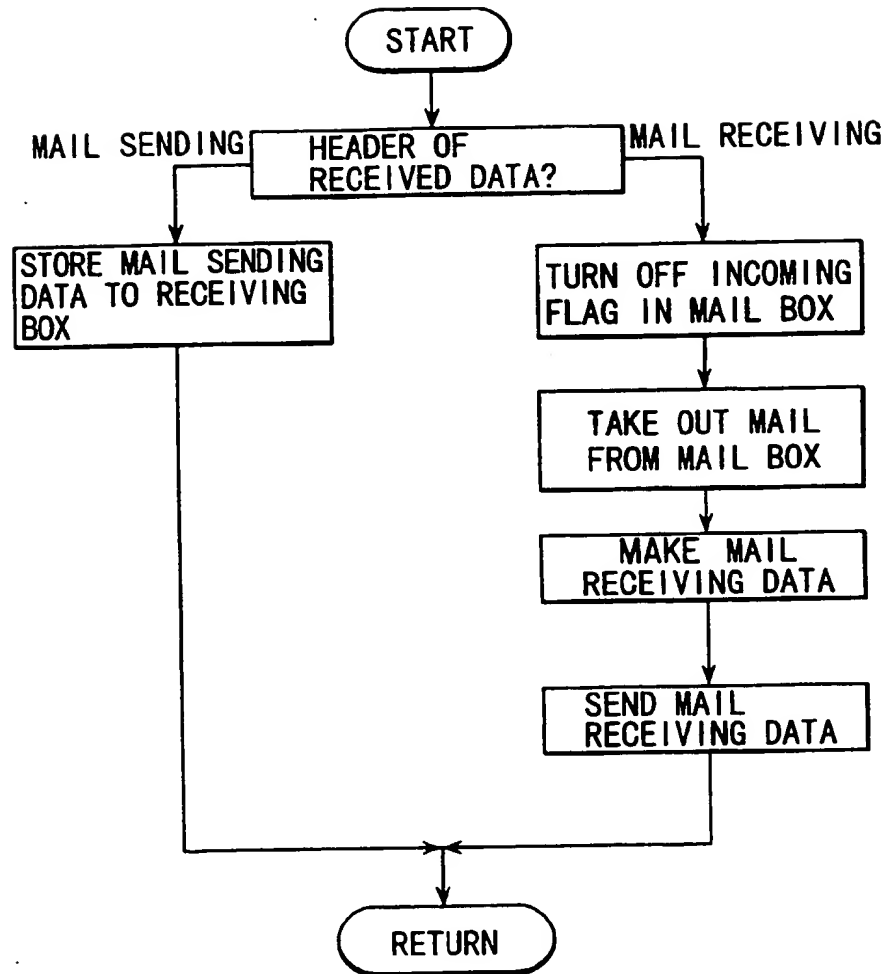 START
MAIL SENDING
HEADER OF
RECEIVED DATA?
MAIL RECEIVING
STORE MAIL SENDING
DATA TO RECEIVING
BOX
TURN OFF INCOMING
FLAG IN MAIL BOX
TAKE OUT MAIL
FROM MAIL BOX
MAKE MAIL
RECEIVING DATA
SEND MAIL
RECEIVING DATA
RETURN